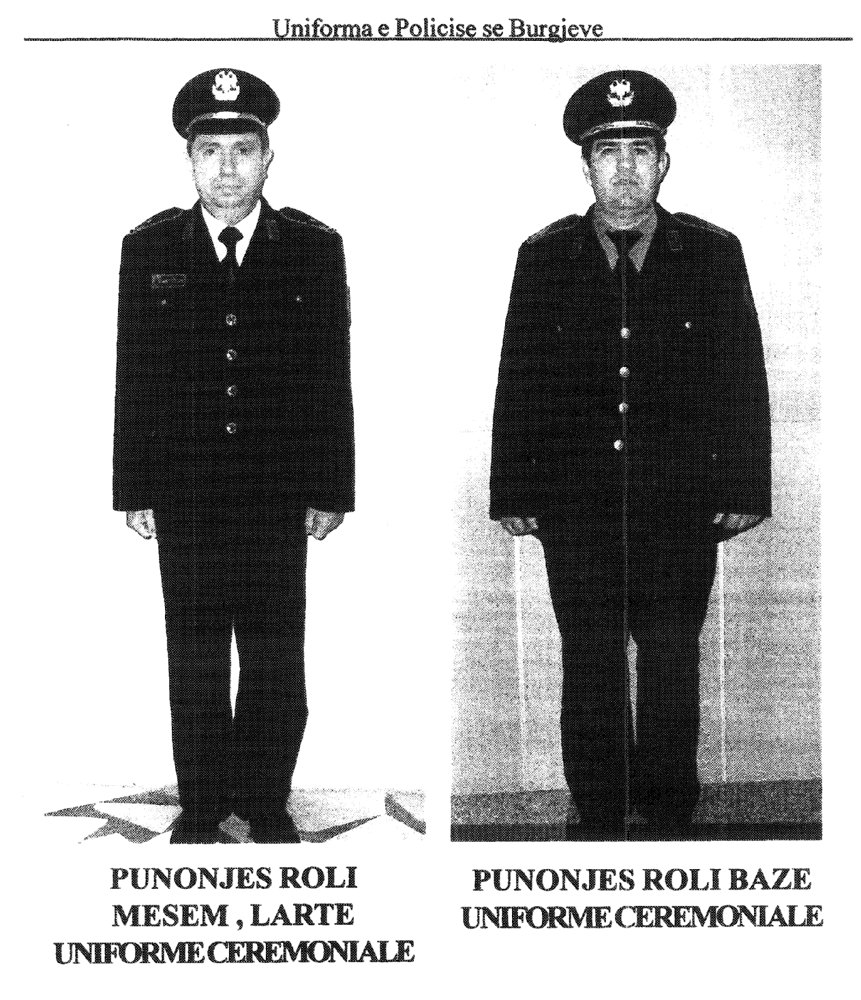 Uniforma e Policise se Burgjeve
PUNONJES ROLI
MESEM , LARTE
UNIFORME CEREMONIALE
PUNONJES ROLI BAZE
UNIFORME CEREMONIALE